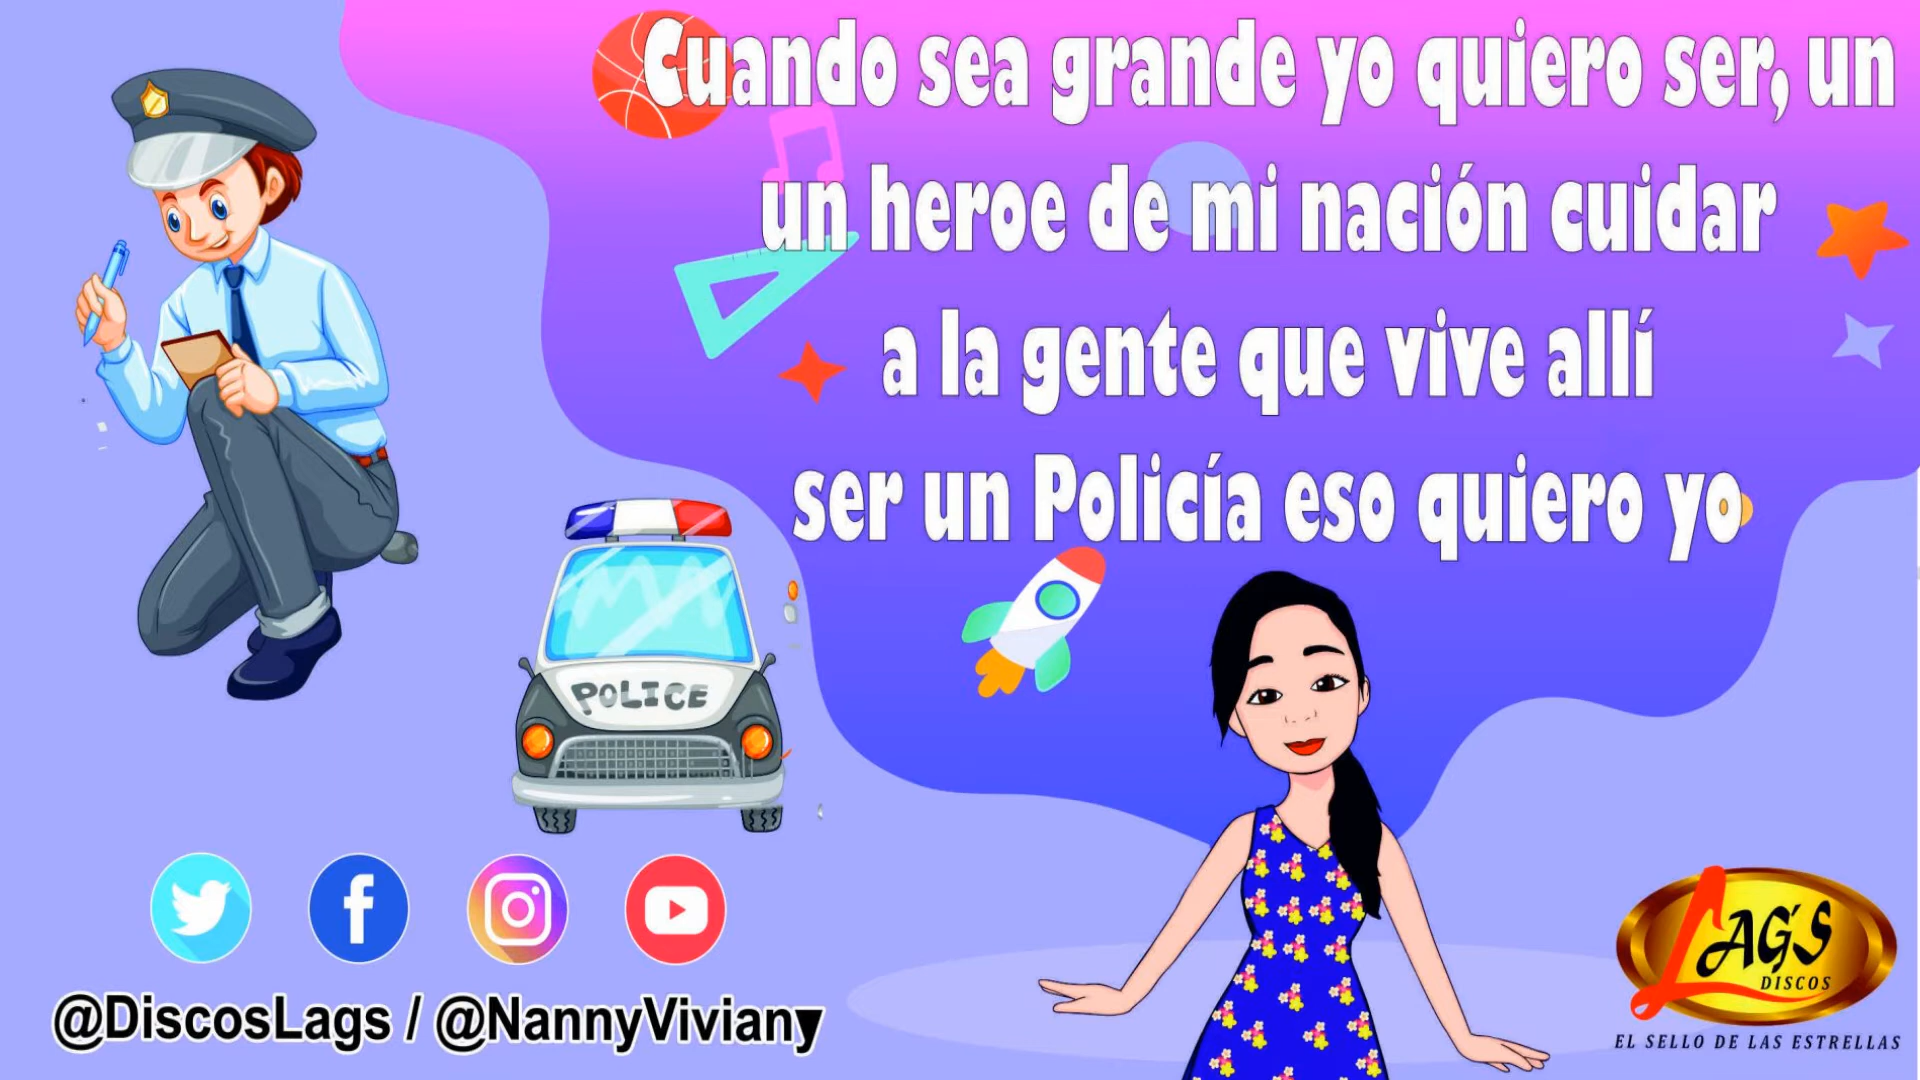 Cuando sea grande yo quiero ser, un
un heroe de mi nación cuidar
a la gente que vive allí
ser un Policía eso quiero yo
POLICE
@DiscosLags / @NannyViviany
LAG'S
DISCOS
EL SELLO DE LAS ESTRELLAS